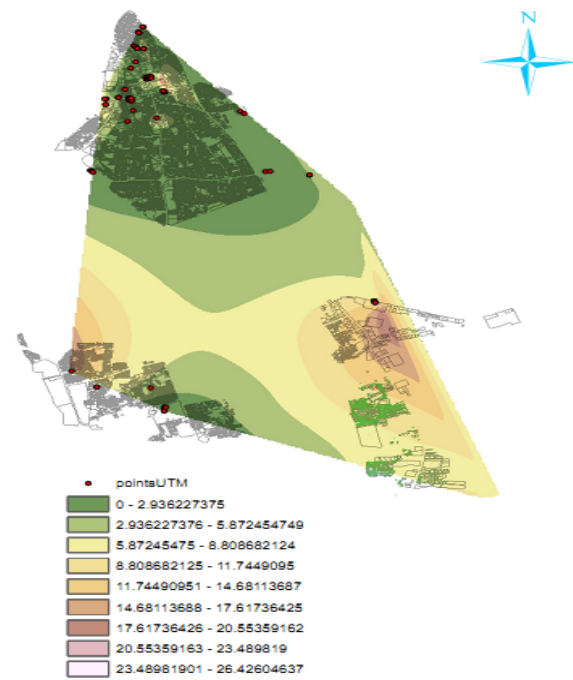 N
pointsUTM
0 - 2.936227375
2.936227376 - 5.872454749
5.87245475 - 8.808682124
8.808682125 - 11.7449095
11.74490951 - 14.68113687
14.68113688 - 17.61736425
17.61736426 - 20.55359162
20.55359163 - 23.489819
23.48981901 - 26.42604637